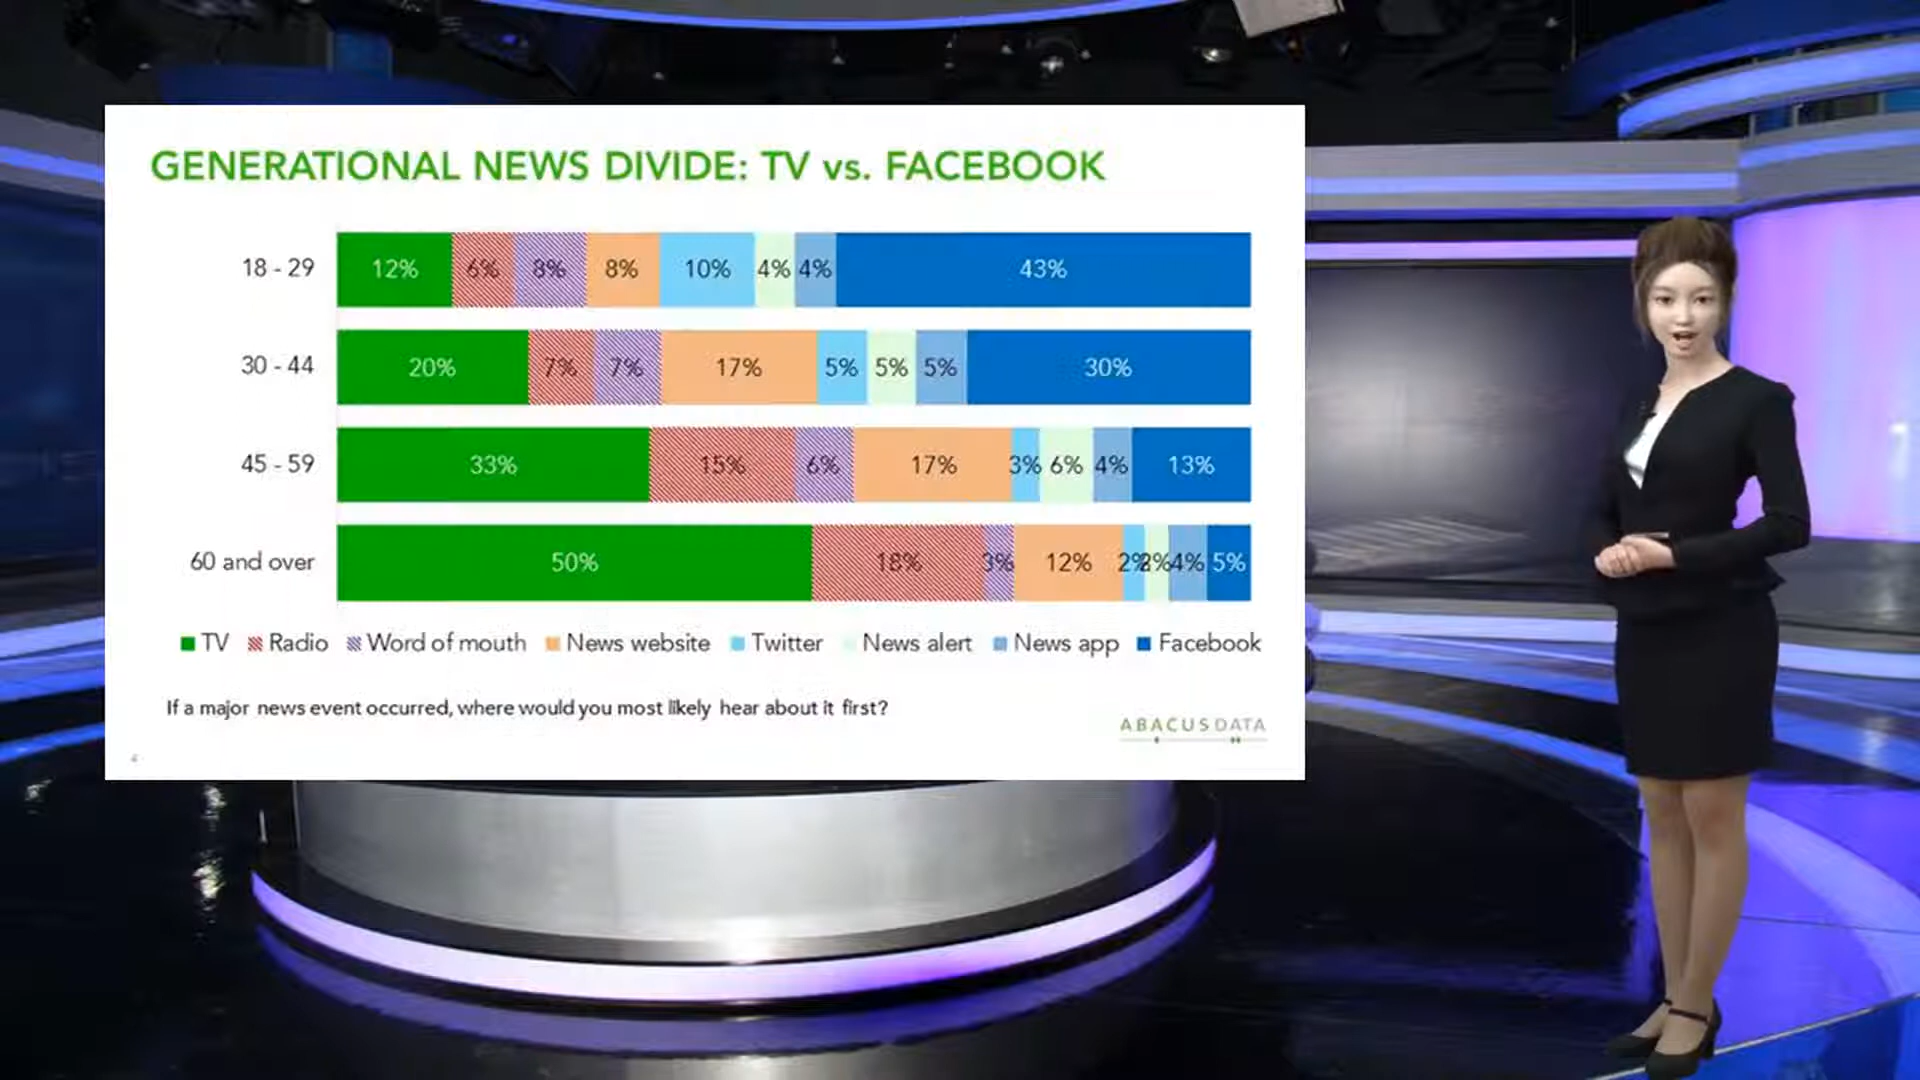 GENERATIONAL NEWS DIVIDE: TV vs. FACEBOOK
18 - 29 12% 6% 8% 8% 10% 4% 4% 43%
30 - 44 20% 7% 7% 17% 5% 5% 5% 30%
45 - 59 33% 15% 6% 17% 3% 6% 4% 13%
60 and over 50% 18% 3% 12% 2% 2% 4% 5%
TV Radio Word of mouth News website Twitter News alert News app Facebook
If a major news event occurred, where would you most likely hear about it first?
ABACUS DATA
4